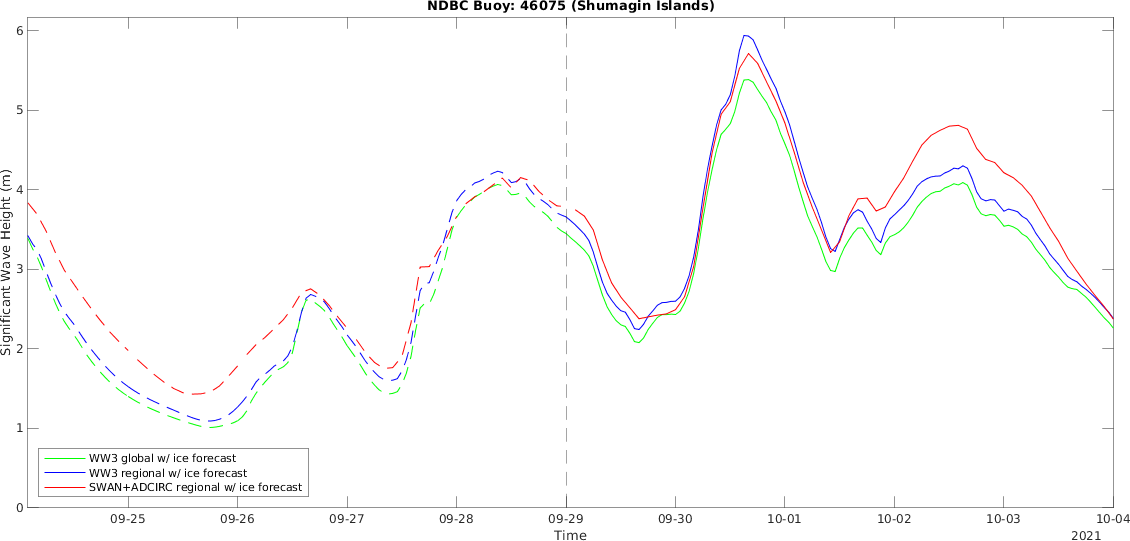 NDBC Buoy: 46075 (Shumagin Islands)
6
5
4
3
2
1
0
Significant Wave Height (m)
WW3 global w/ ice forecast
WW3 regional w/ ice forecast
SWAN+ADCIRC regional w/ ice forecast
09-25 09-26 09-27 09-28 09-29 09-30 10-01 10-02 10-03 10-04
Time
2021